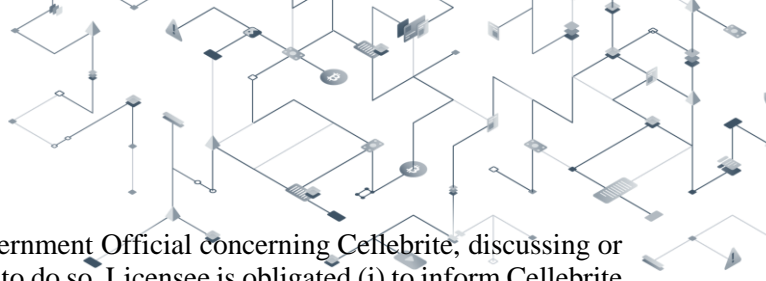 ernment Official concerning Cellebrite, discussing or
to do so. Licensee is obligated (i) to inform Cellebrite